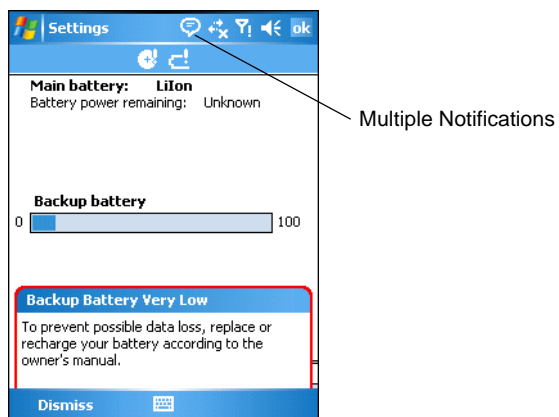 Settings ok
Main battery: LiIon
Battery power remaining: Unknown
Multiple Notifications
Backup battery
0 100
Backup Battery Very Low
To prevent possible data loss, replace or
recharge your battery according to the
owner's manual.
Dismiss